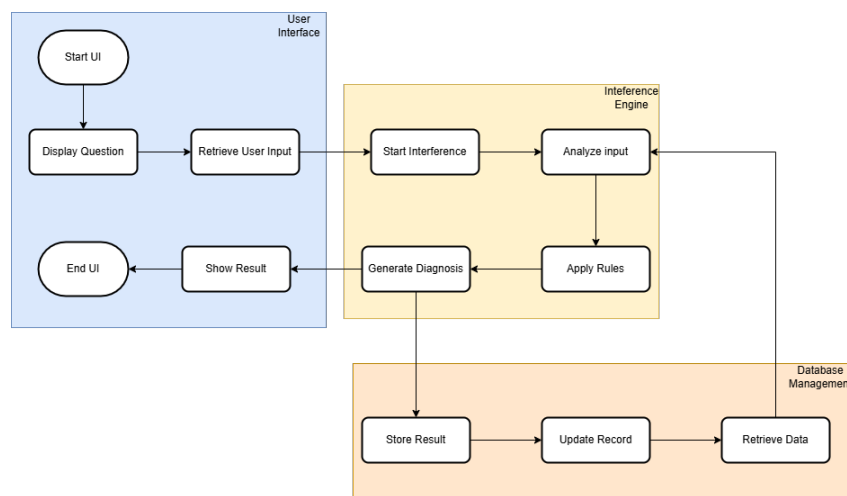 User
Interface
Start UI
Inteference
Engine
Display Question
Retrieve User Input
Start Interference
Analyze input
End UI
Show Result
Generate Diagnosis
Apply Rules
Database
Management
Store Result
Update Record
Retrieve Data